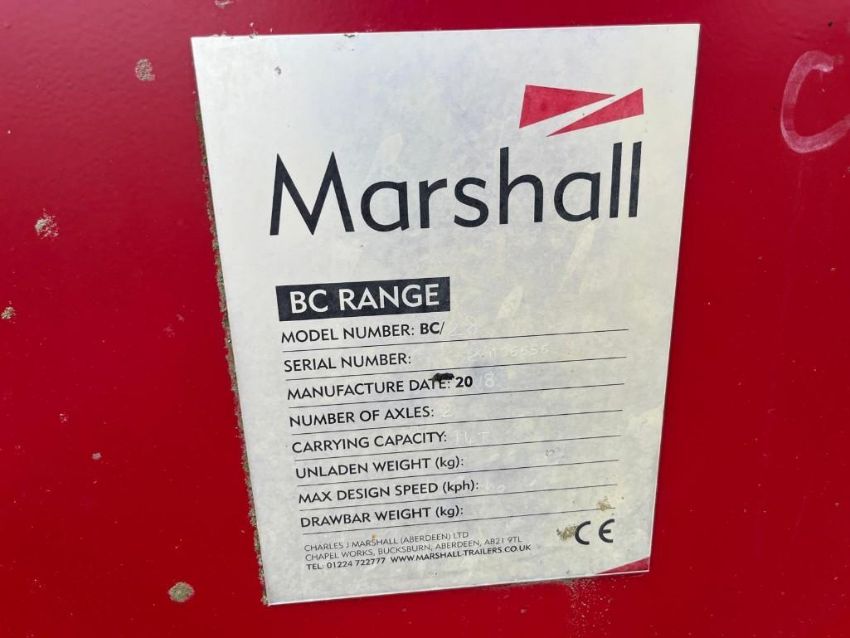 Marshall
BC RANGE
MODEL NUMBER: BC/
SERIAL NUMBER:
MANUFACTURE DATE: 2018
NUMBER OF AXLES: 2
CARRYING CAPACITY:
UNLADEN WEIGHT (kg):
MAX DESIGN SPEED (kph):
DRAWBAR WEIGHT (kg):
CE
CHARLES J MARSHALL (ABERDEEN) LTD
CHAPEL WORKS, BUCKSBURN, ABERDEEN, AB21 9TL
TEL: 01224 722777 WWW.MARSHALL-TRAILERS.CO.UK
C